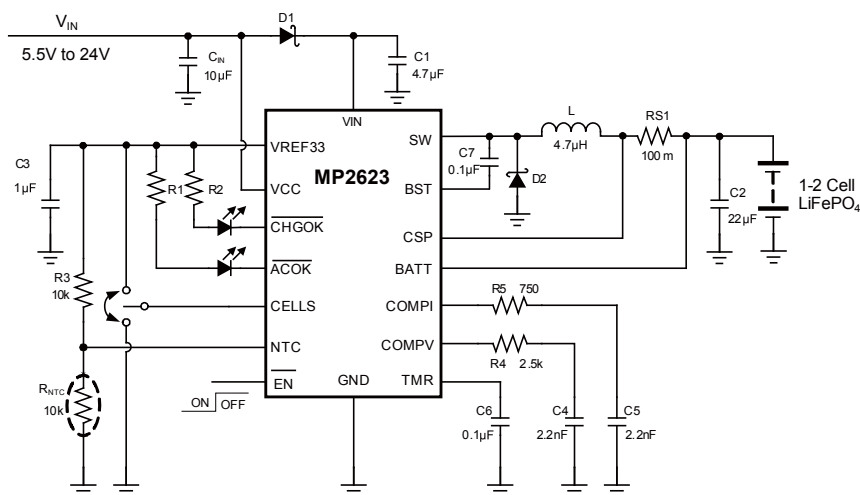 V_IN
5.5V to 24V
C_IN
10μF
D1
C1
4.7μF
VIN
VREF33
SW
L
4.7μH
RS1
100 m
C3
1μF
R1
R2
MP2623
VCC
C7
0.1μF
BST
D2
C2
22μF
1-2 Cell
LiFePO₄
CHGOK
CSP
ACOK
BATT
R3
10k
CELLS
COMPI
R5
750
NTC
COMPV
R4
2.5k
R_NTC
10k
EN
GND
TMR
ON
OFF
C6
0.1μF
C4
2.2nF
C5
2.2nF